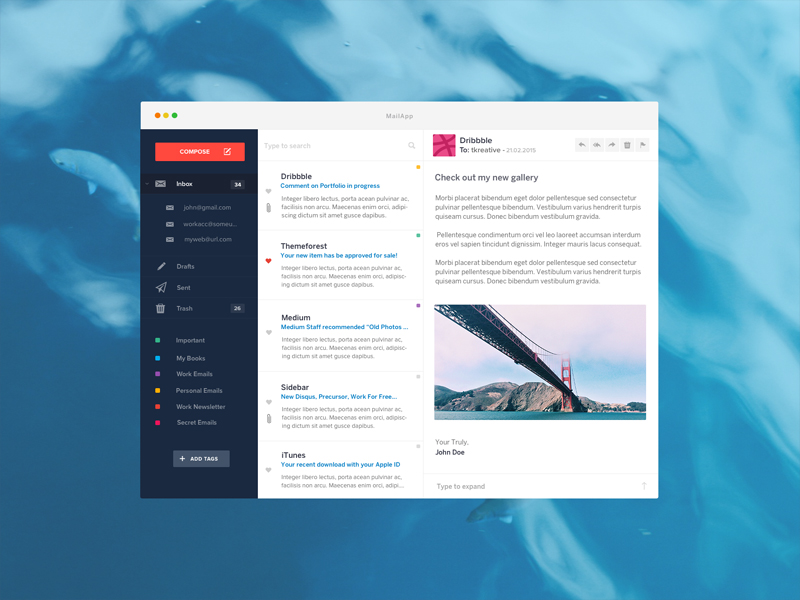 MailApp
COMPOSE
Inbox
34
john@gmail.com
workacc@someu...
myweb@url.com
Drafts
Sent
Trash
26
Important
My Books
Work Emails
Personal Emails
Work Newsletter
Secret Emails
+ ADD TAGS
Type to search
Dribbble
Comment on Portfolio in progress
Integer libero lectus, porta acean pulvinar ac,
facilisis non arcu. Maecenas enim orci, adipi-
cing dictum sit amet gusce dapibus.
Themeforest
Your new item has be approved for sale!
Integer libero lectus, porta acean pulvinar ac,
facilisis non arcu. Maecenas enim orci, adipisc-
ing dictum sit amet gusce dapibus.
Medium
Medium Staff recommended "Old Photos ...
Integer libero lectus, porta acean pulvinar ac,
facilisis non arcu. Maecenas enim orci, adipisc-
ing dictum sit amet gusce dapibus.
Sidebar
New Disqus, Precursor, Work For Free...
Integer libero lectus, porta acean pulvinar ac,
facilisis non arcu. Maecenas enim orci, adipisc-
ing dictum sit amet gusce dapibus.
iTunes
Your recent download with your Apple ID
Integer libero lectus, porta acean pulvinar ac,
facilisis non arcu. Maecenas enim orci, adipi...
Dribbble
To: tkreative • 21.02.2015
Check out my new gallery
Morbi placerat bibendum eget dolor pellentesque sed consectetur
pulvinar pellentesque bibendum. Vestibulum varius hendrerit turpis
quiseam cursus. Donec bibendum vestibulum gravida.
Pellentesque condimentum orci vel leo laoreet accumsan interdum
eros vel sapien tincidunt dignissim. Integer mauris lacus consequat.
Morbi placerat bibendum eget dolor pellentesque sed consectetur
pulvinar pellentesque bibendum. Vestibulum varius hendrerit turpis
quiseam cursus. Donec bibendum vestibulum gravida.
Your Truly,
John Doe
Type to expand